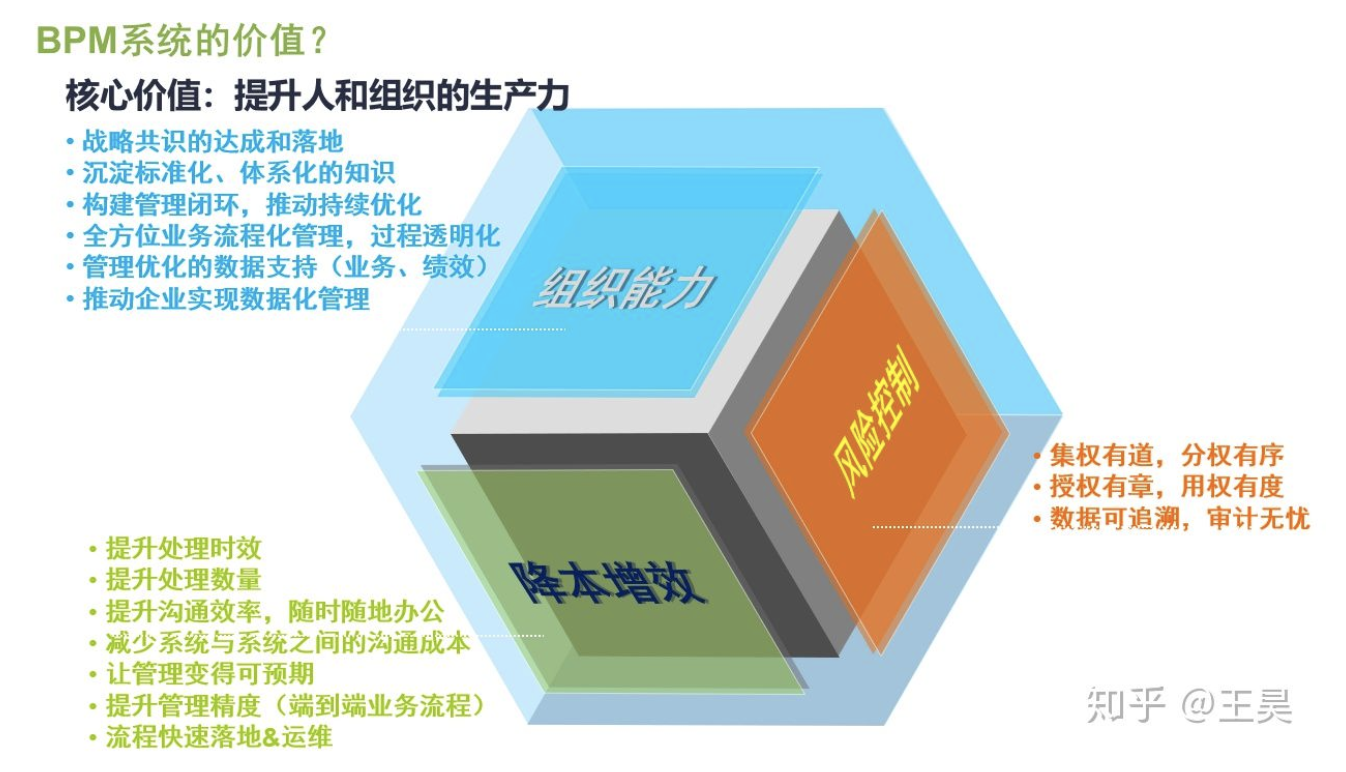 BPM系统的价值？
核心价值：提升人和组织的生产力
• 战略共识的达成和落地
• 沉淀标准化、体系化的知识
• 构建管理闭环，推动持续优化
• 全方位业务流程化管理，过程透明化
• 管理优化的数据支持（业务、绩效）
• 推动企业实现数据化管理
组织能力
风险控制
• 集权有道，分权有序
• 授权有章，用权有度
• 数据可追溯，审计无忧
降本增效
• 提升处理时效
• 提升处理数量
• 提升沟通效率，随时随地办公
• 减少系统与系统之间的沟通成本
• 让管理变得可预期
• 提升管理精度（端到端业务流程）
• 流程快速落地&运维
知乎 @王昊